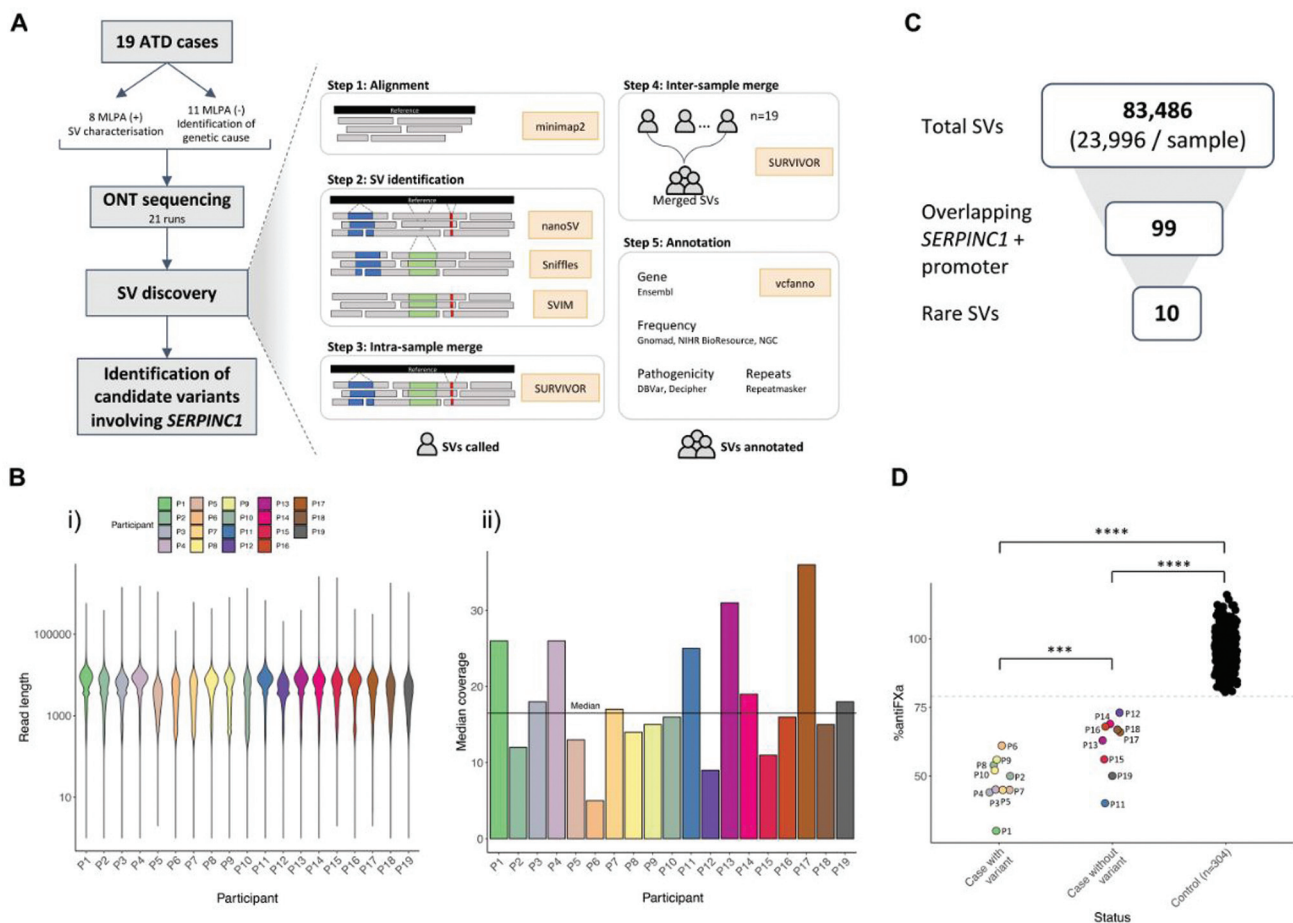 A
19 ATD cases
8 MLPA (+)
SV characterisation
11 MLPA (-)
Identification of
genetic cause
ONT sequencing
21 runs
SV discovery
Identification of
candidate variants
involving SERPINC1
Step 1: Alignment
Reference
minimap2
Step 2: SV identification
Reference
nanoSV
Sniffles
SVIM
Step 3: Intra-sample merge
Reference
SURVIVOR
SVs called
Step 4: Inter-sample merge
... n=19
SURVIVOR
Merged SVs
Step 5: Annotation
Gene
Ensembl
vcfanno
Frequency
Gnomad, NIHR BioResource, NGC
Pathogenicity
DBVar, Decipher
Repeats
Repeatmasker
SVs annotated
C
Total SVs
83,486
(23,996 / sample)
Overlapping
SERPINC1 +
promoter
99
Rare SVs
10
B
i)
Participant
P1 P5 P9 P13 P17
P2 P6 P10 P14 P18
P3 P7 P11 P15 P19
P4 P8 P12 P16
Read length
100000
1000
10
P1 P2 P3 P4 P5 P6 P7 P8 P9 P10 P11 P12 P13 P14 P15 P16 P17 P18 P19
Participant
ii)
Median coverage
30
20
10
0
Median
P1 P2 P3 P4 P5 P6 P7 P8 P9 P10 P11 P12 P13 P14 P15 P16 P17 P18 P19
Participant
D
****
****
***
%antiFXa
100
75
50
P12
P14
P16 P18
P17
P13
P6
P9 P15
P8
P10 P2 P19
P4 P7
P3 P5
P11
P1
Case with
variant
Case without
variant
Control (n=304)
Status